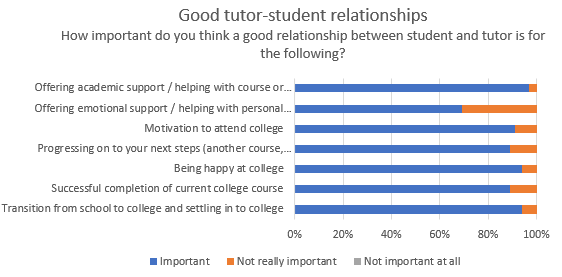 Good tutor-student relationships
How important do you think a good relationship between student and tutor is for
the following?
Offering academic support / helping with course or...
Offering emotional support / helping with personal...
Motivation to attend college
Progressing on to your next steps (another course,...
Being happy at college
Successful completion of current college course
Transition from school to college and settling in to college
0% 20% 40% 60% 80% 100%
Important Not really important Not important at all